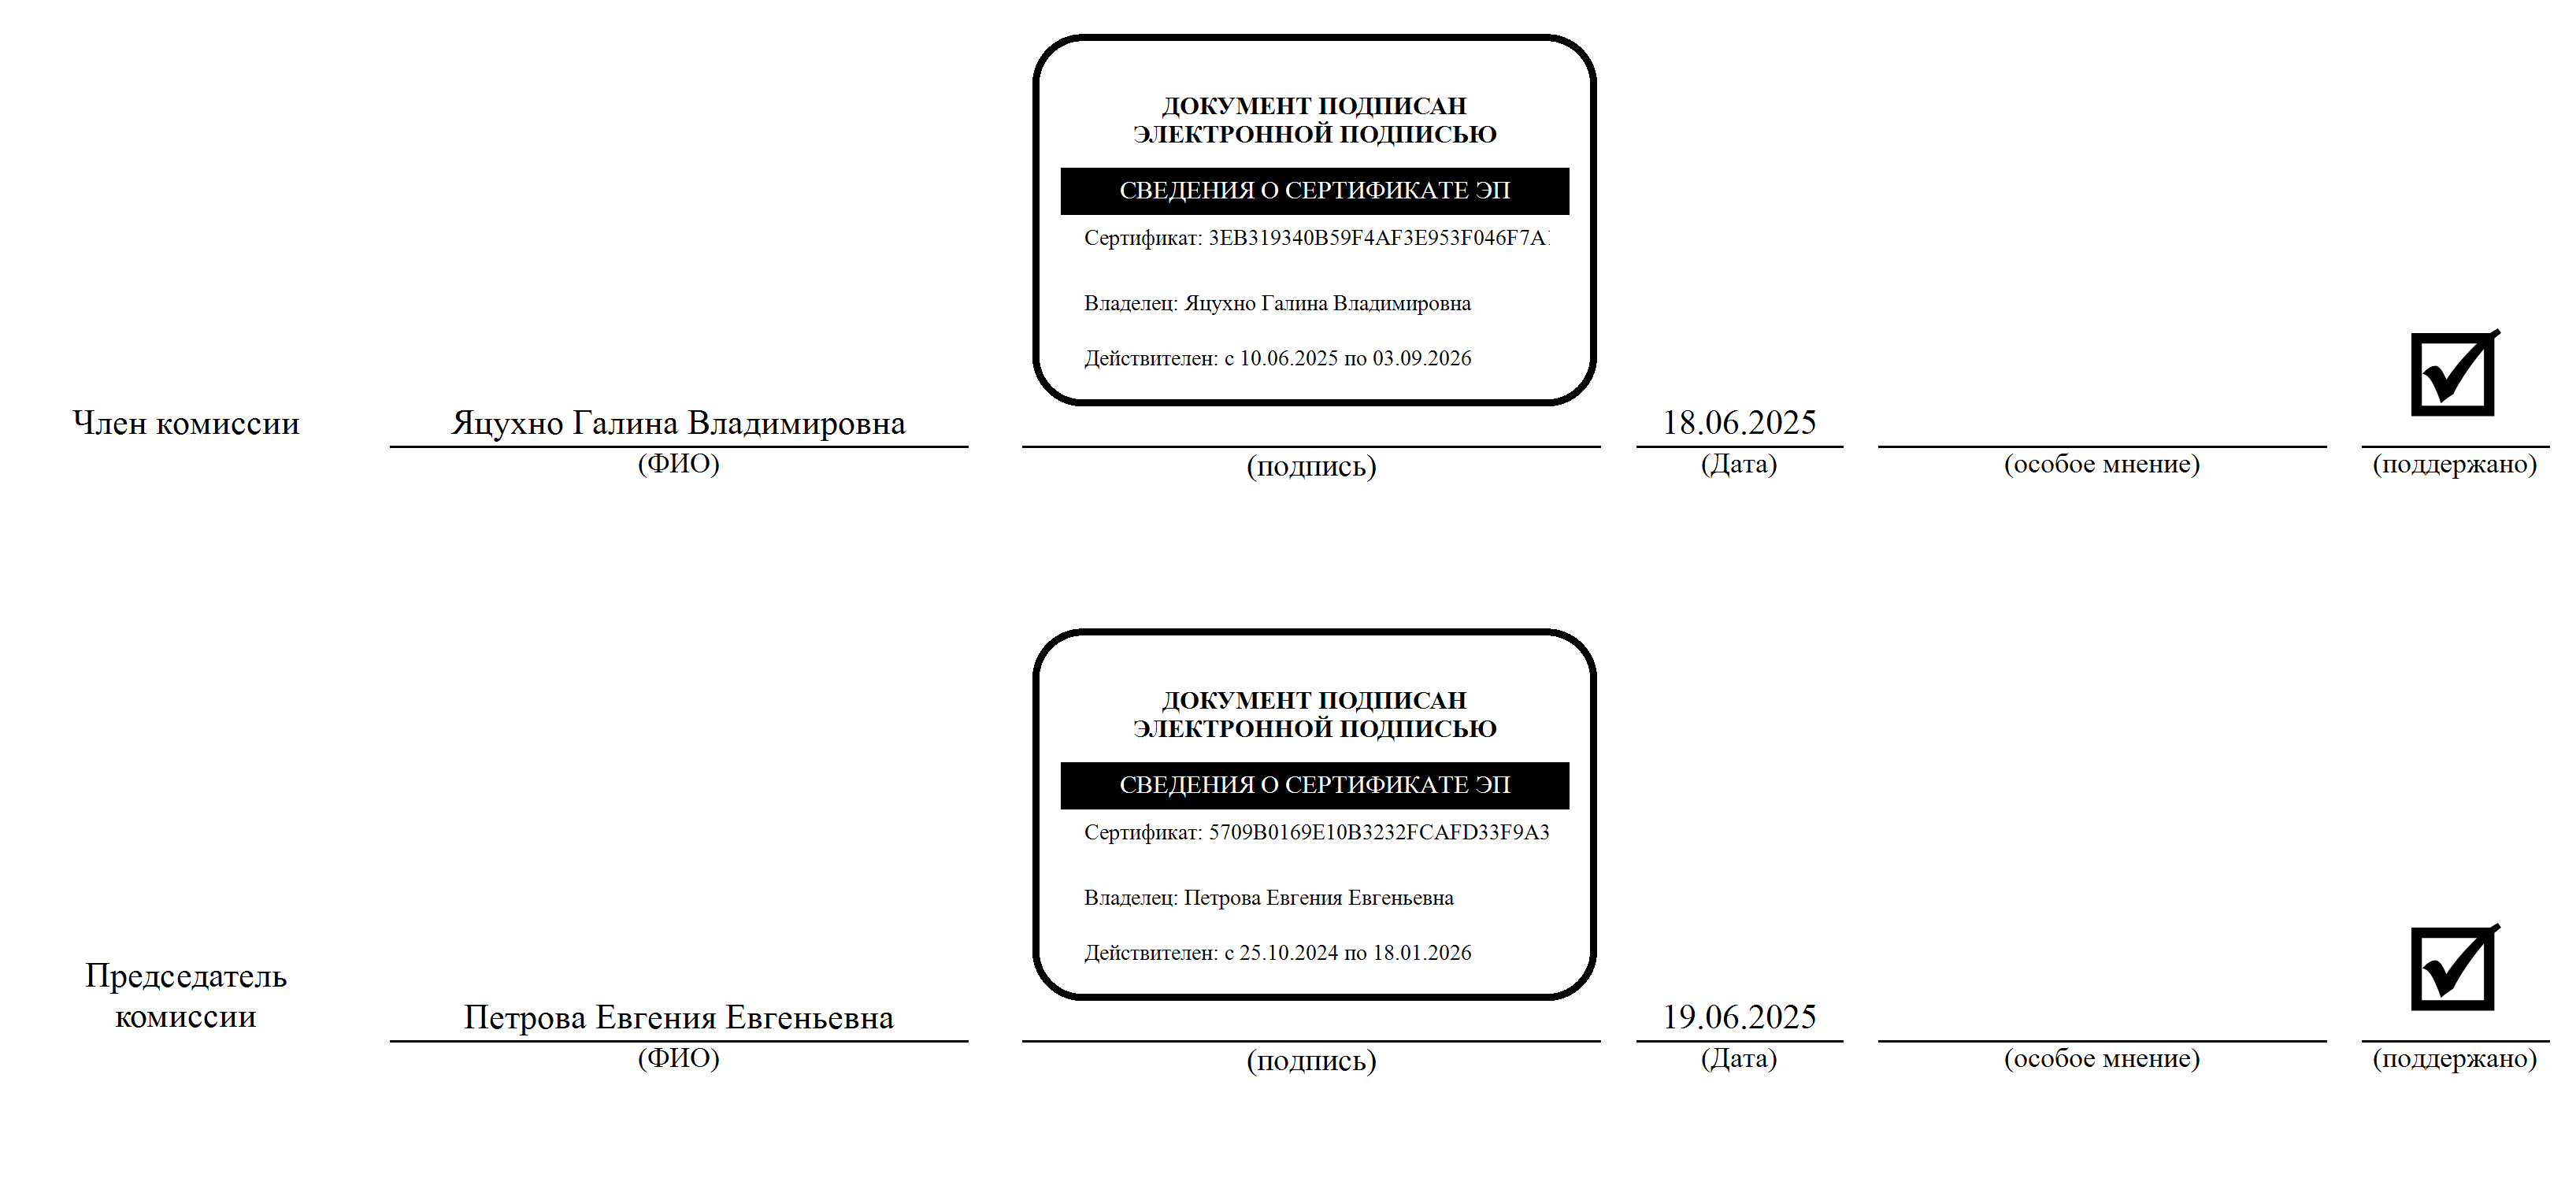 ДОКУМЕНТ ПОДПИСАН
ЭЛЕКТРОННОЙ ПОДПИСЬЮ
СВЕДЕНИЯ О СЕРТИФИКАТЕ ЭП
Сертификат: 3EB319340B59F4AF3E953F046F7A
Владелец: Яцухно Галина Владимировна
Действителен: с 10.06.2025 по 03.09.2026
Член комиссии Яцухно Галина Владимировна 18.06.2025
(ФИО) (подпись) (Дата) (особое мнение) (поддержано)
ДОКУМЕНТ ПОДПИСАН
ЭЛЕКТРОННОЙ ПОДПИСЬЮ
СВЕДЕНИЯ О СЕРТИФИКАТЕ ЭП
Сертификат: 5709B0169E10B3232FCAFD33F9A3
Владелец: Петрова Евгения Евгеньевна
Действителен: с 25.10.2024 по 18.01.2026
Председатель
комиссии Петрова Евгения Евгеньевна 19.06.2025
(ФИО) (подпись) (Дата) (особое мнение) (поддержано)